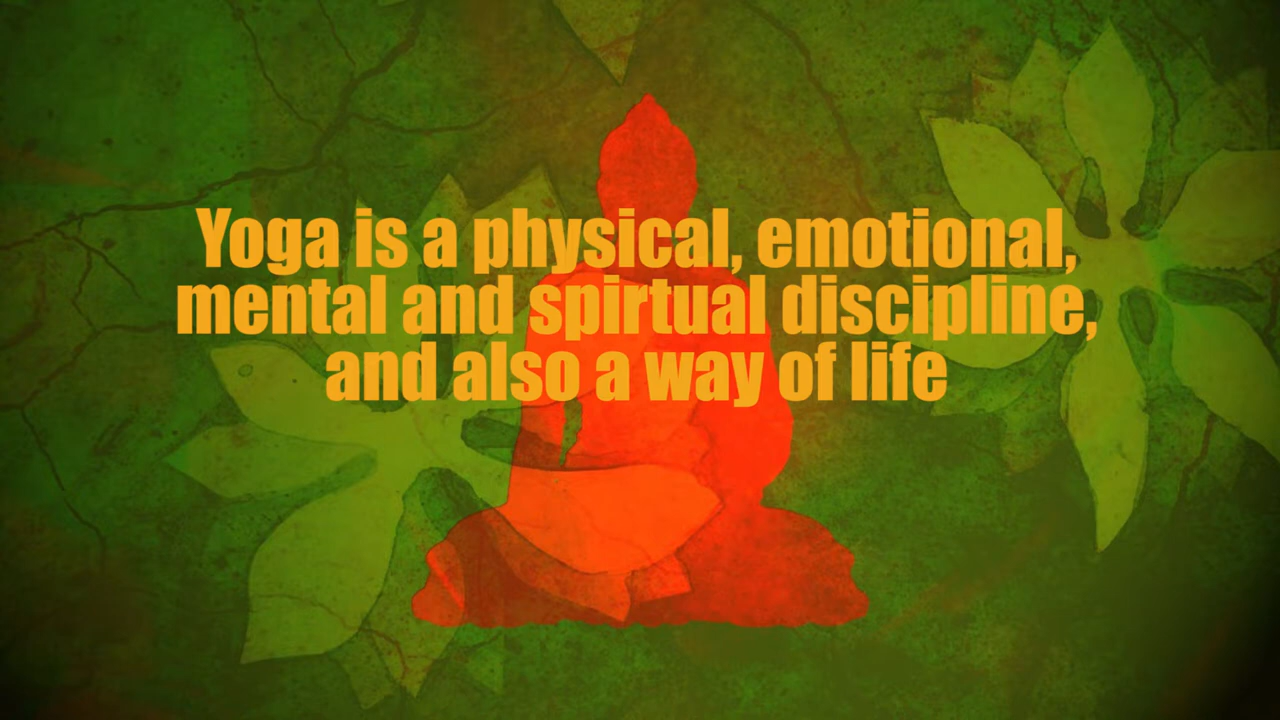 Yoga is a physical, emotional,
mental and spirtual discipline,
and also a way of life